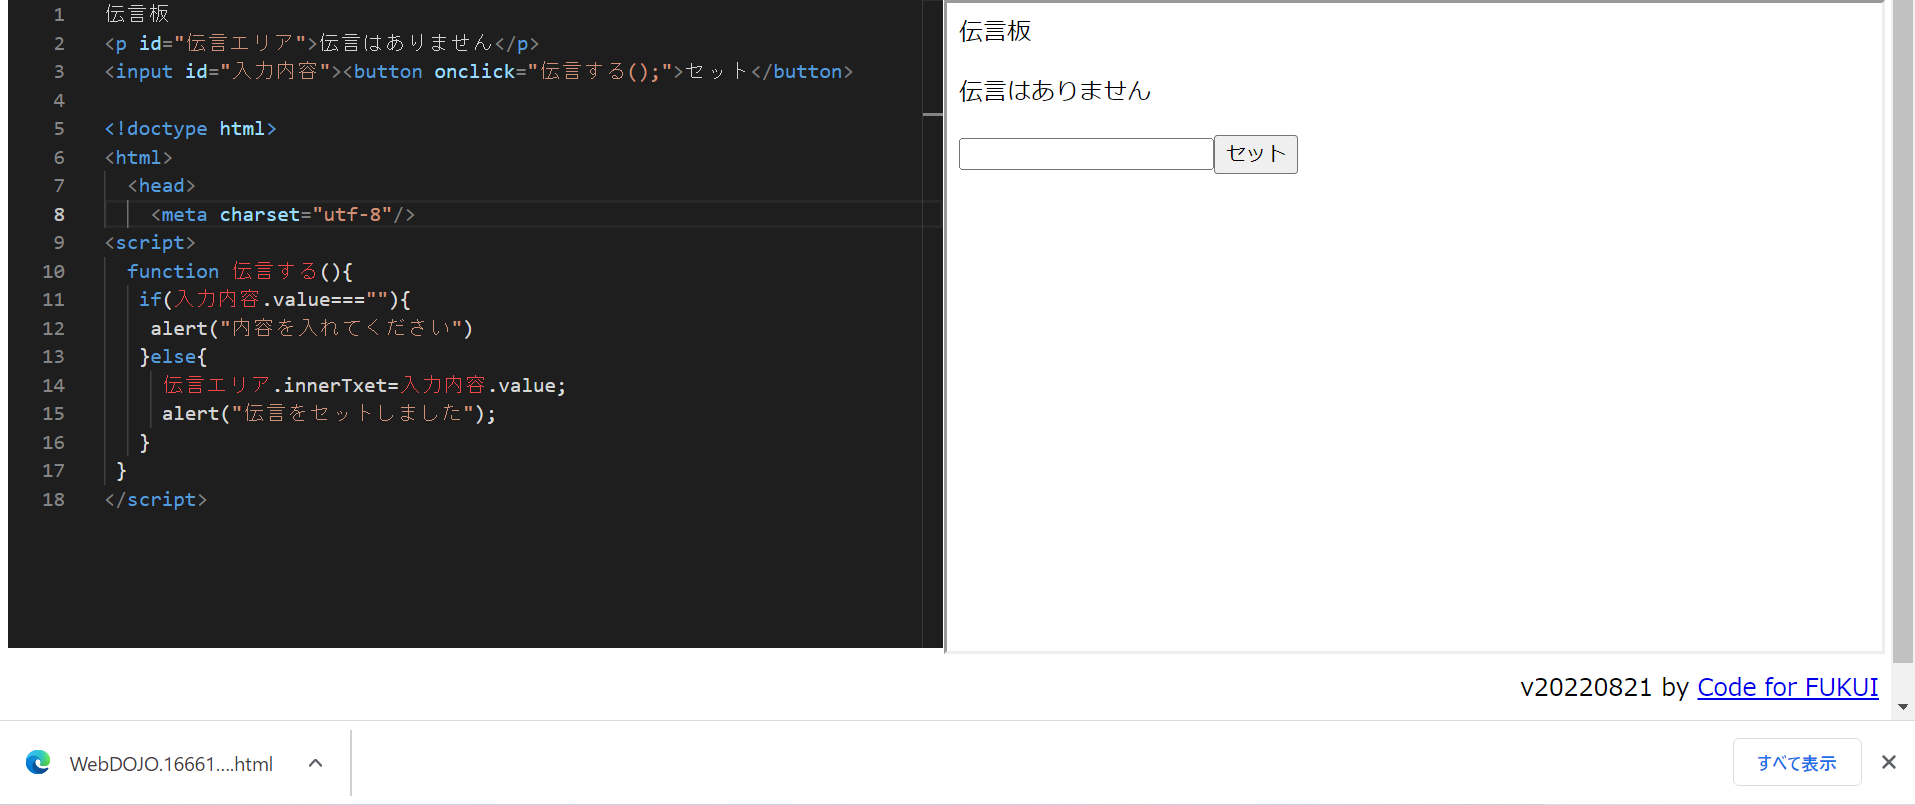 1 伝言板
2 <p id="伝言エリア">伝言はありません</p>
3 <input id="入力内容"><button onclick="伝言する();">セット</button>
4
5 <!doctype html>
6 <html>
7 <head>
8 <meta charset="utf-8"/>
9 <script>
10 function 伝言する(){
11 if(入力内容.value===""){
12 alert("内容を入れてください")
13 }else{
14 伝言エリア.innerTxet=入力内容.value;
15 alert("伝言をセットしました");
16 }
17 }
18 </script>
伝言板
伝言はありません
セット
v20220821 by Code for FUKUI
WebDOJO.16661....html
すべて表示